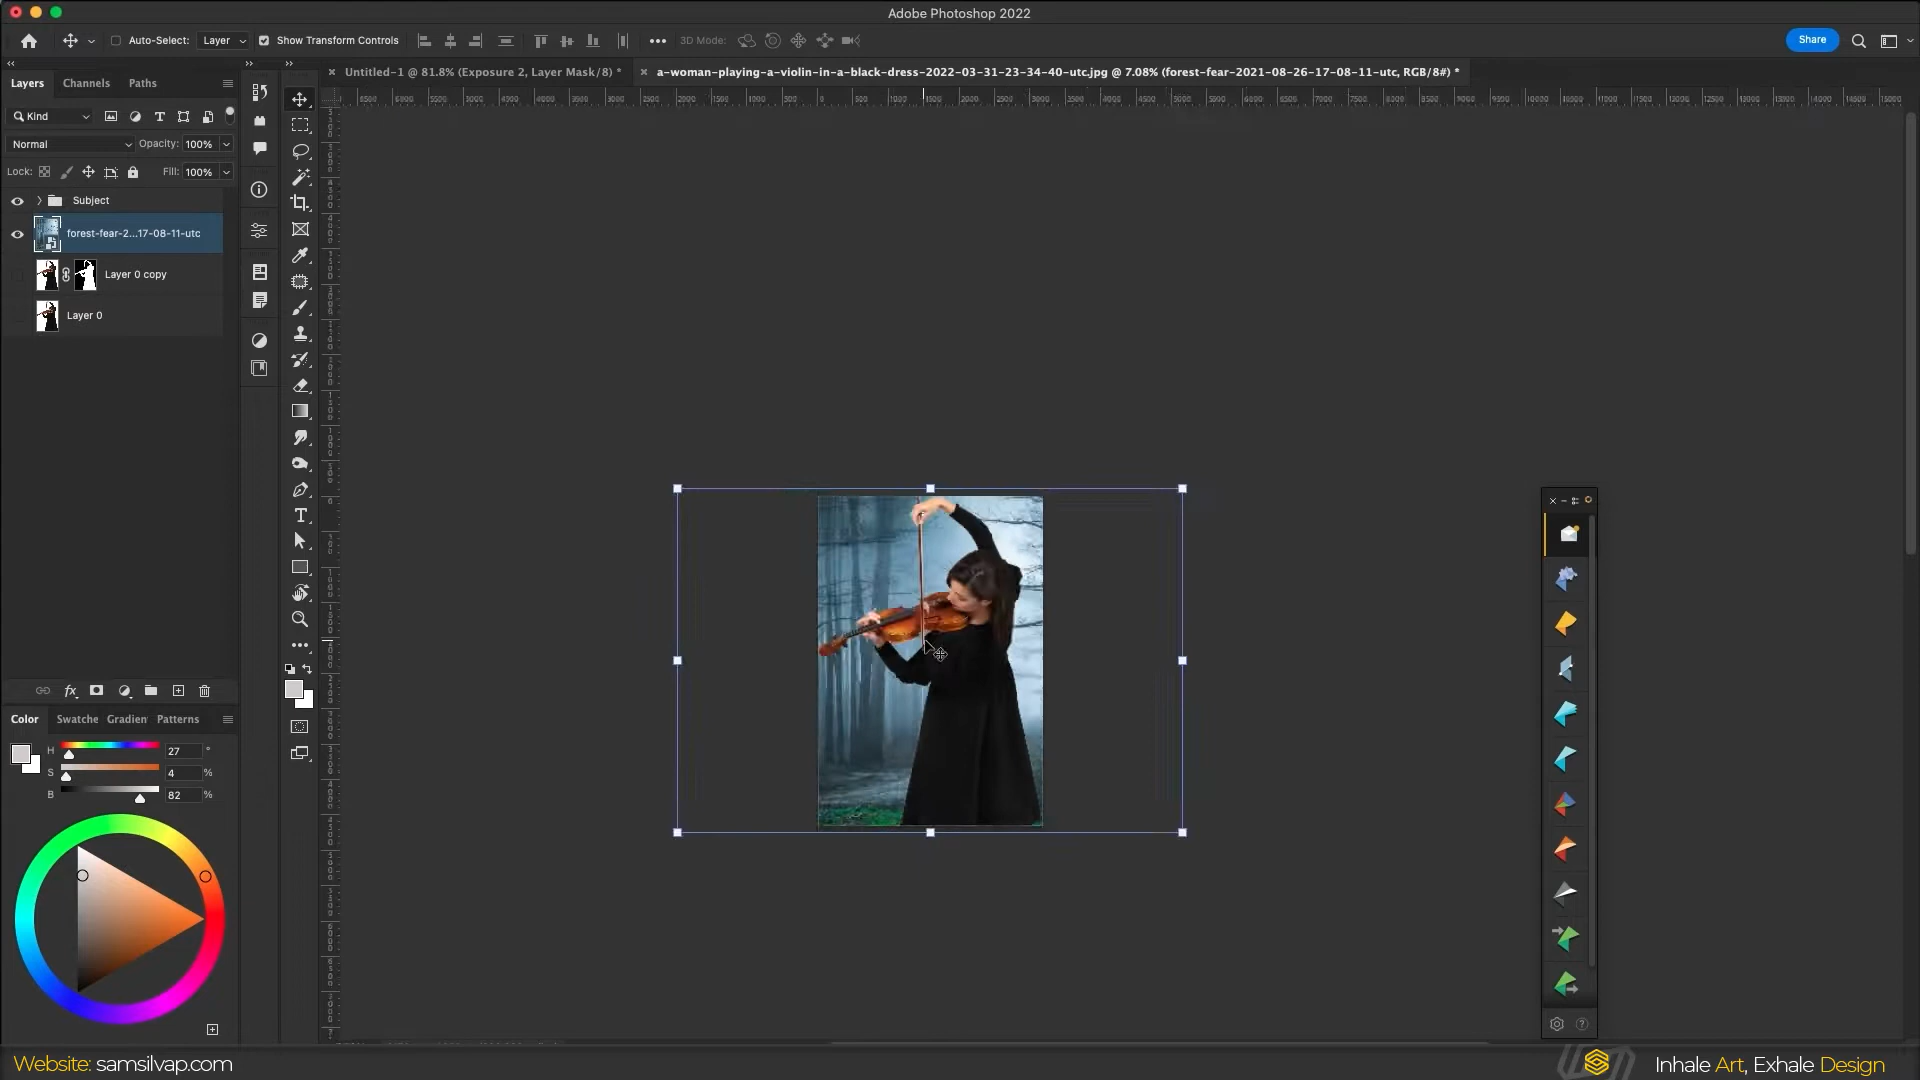 Adobe Photoshop 2022
Auto-Select:
Layer
Show Transform Controls
3D Mode:
Share
Layers
Channels
Paths
Untitled-1 @ 81.8% (Exposure 2, Layer Mask/8) *
a-woman-playing-a-violin-in-a-black-dress-2022-03-31-23-34-40-utc.jpg @ 7.08% (forest-fear-2021-08-26-17-08-11-utc, RGB/8#) *
Kind
Normal
Opacity: 100%
Lock:
Fill: 100%
Subject
forest-fear-2...17-08-11-utc
Layer 0 copy
Layer 0
fx
Color
Swatche
Gradien
Patterns
H 27 °
S 4 %
B 82 %
Website: samsilvap.com
Inhale Art, Exhale Design